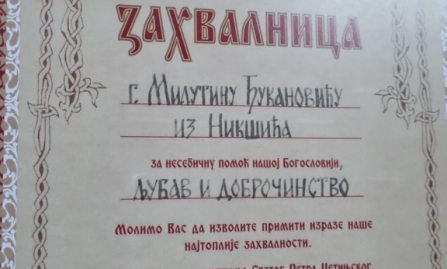 ЗАХВАЛНИЦА
г. Милутину Ђукановићу
из Никшића
за несебичну помоћ нашој Богословији,
љубав и доброчинство
Молимо Вас да изволите примити изразе наше
најтоплије захвалности.
Светог Петра Цетињског